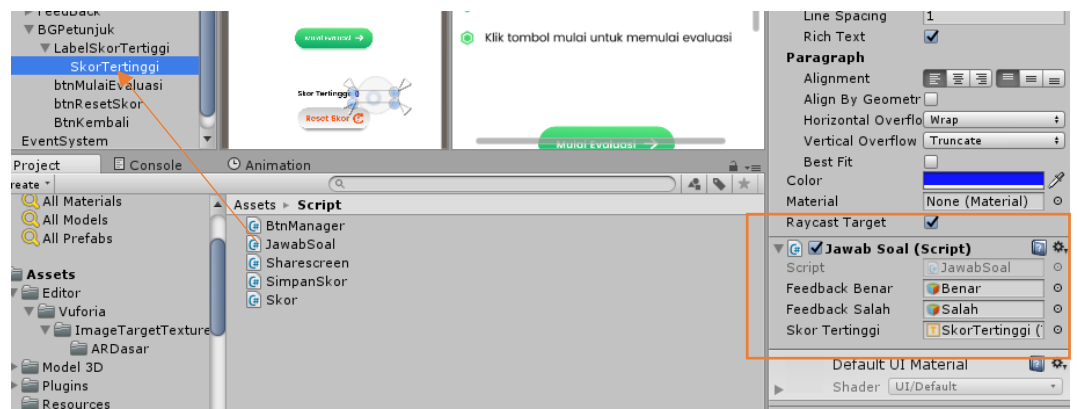 FeedBack
BGPetunjuk
LabelSkorTertiggi
SkorTertinggi
btnMulaiEvaluasi
btnResetSkor
BtnKembali
EventSystem
Klik tombol mulai untuk memulai evaluasi
Skor Tertinggi
Reset Skor
Mulai Evaluasi
Line Spacing 1
Rich Text
Paragraph
Alignment
Align By Geometr
Horizontal Overflo Wrap
Vertical Overflow Truncate
Best Fit
Color
Material None (Material)
Raycast Target
Jawab Soal (Script)
Script JawabSoal
Feedback Benar Benar
Feedback Salah Salah
Skor Tertinggi SkorTertinggi (
Default UI Material
Shader UI/Default
Project Console Animation
reate
All Materials
All Models
All Prefabs
Assets
Editor
Vuforia
ImageTargetTexture
ARDasar
Model 3D
Plugins
Resources
Assets Script
BtnManager
JawabSoal
Sharescreen
SimpanSkor
Skor